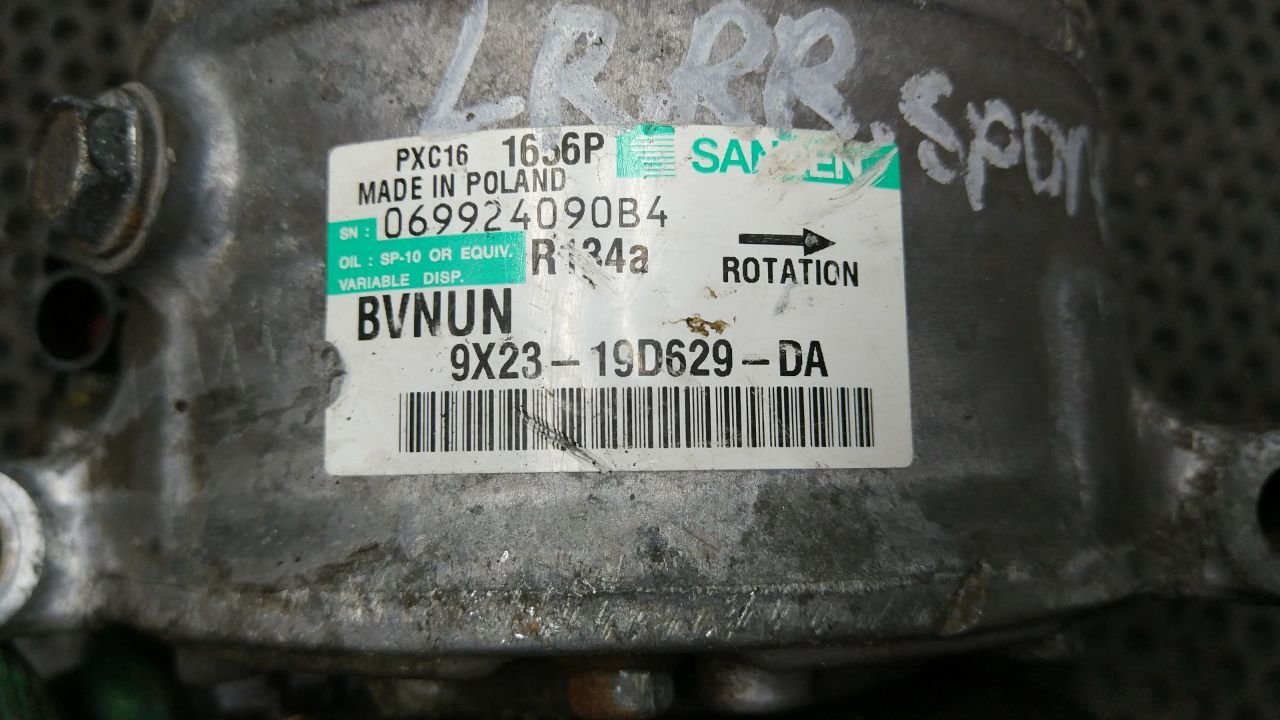 LR.RR.Spor
PXC16 1656P SANDEN
MADE IN POLAND
SN : 069924090B4
OIL : SP-10 OR EQUIV. R134a
VARIABLE DISP.
ROTATION
BVNUN
9X23-19D629-DA